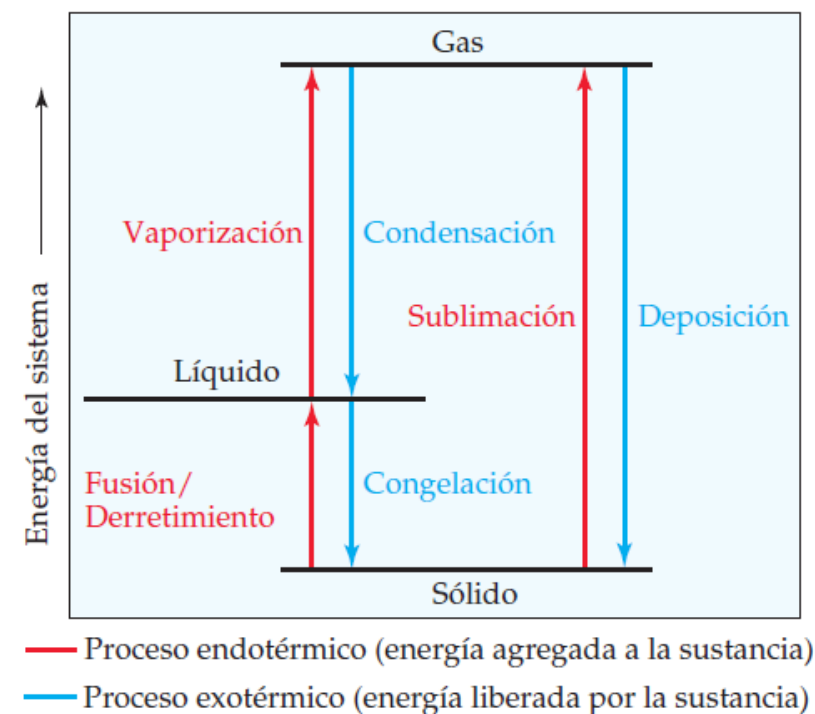 Gas
Vaporización
Condensación
Sublimación
Deposición
Líquido
Energía del sistema
Fusión/
Derretimiento
Congelación
Sólido
Proceso endotérmico (energía agregada a la sustancia)
Proceso exotérmico (energía liberada por la sustancia)